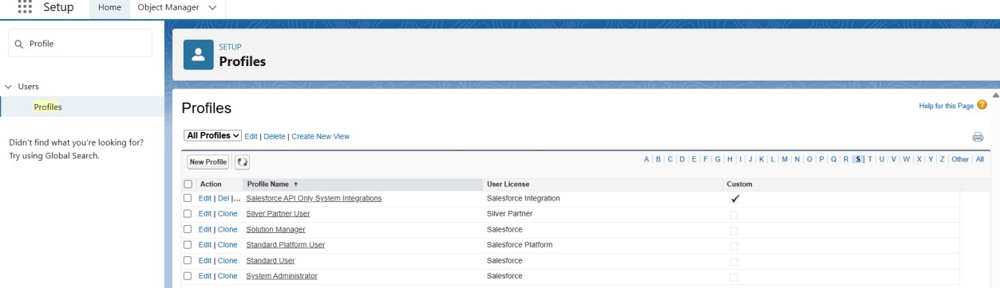 Setup Home Object Manager
Profile
SETUP
Profiles
Users
Profiles
Didn't find what you're looking for?
Try using Global Search.
Profiles
Help for this Page
All Profiles Edit | Delete | Create New View
New Profile
A | B | C | D | E | F | G | H | I | J | K | L | M | N | O | P | Q | R | S | T | U | V | W | X | Y | Z | Other | All
Action Profile Name User License Custom
Edit | Del |... Salesforce API Only System Integrations Salesforce Integration
Edit | Clone Silver Partner User Silver Partner
Edit | Clone Solution Manager Salesforce
Edit | Clone Standard Platform User Salesforce Platform
Edit | Clone Standard User Salesforce
Edit | Clone System Administrator Salesforce